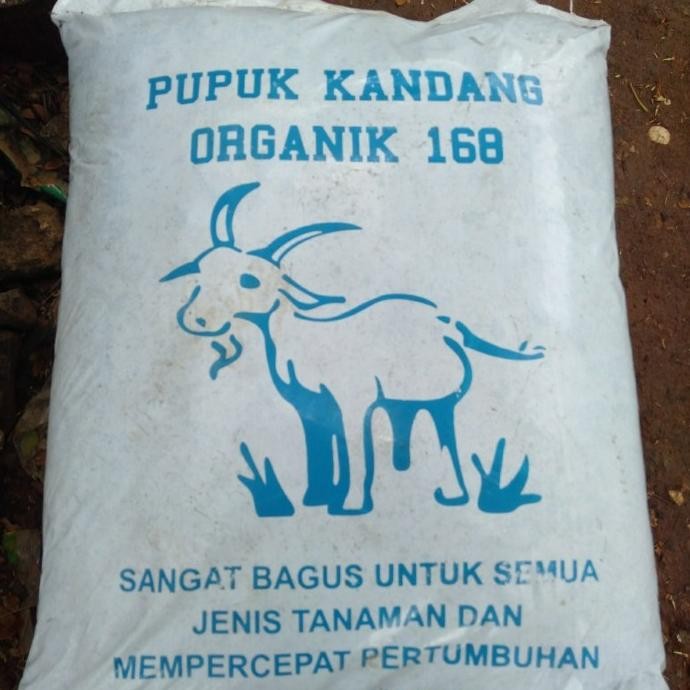 PUPUK KANDANG
ORGANIK 168
SANGAT BAGUS UNTUK SEMUA
JENIS TANAMAN DAN
MEMPERCEPAT PERTUMBUHAN